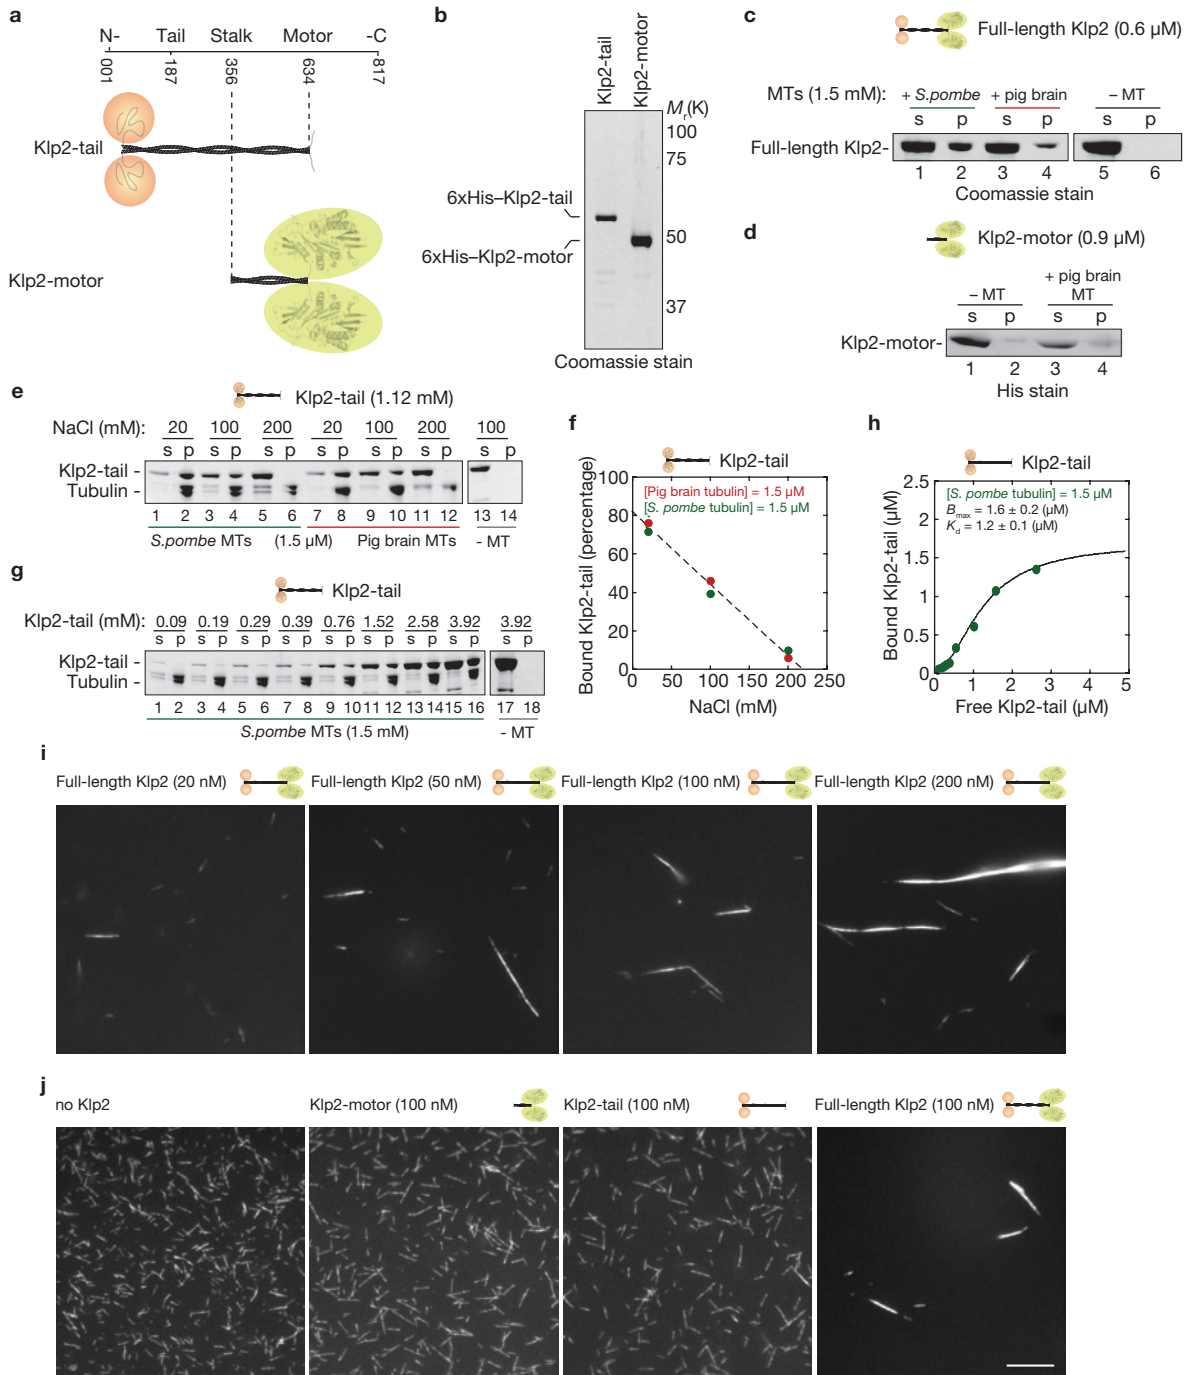 a
N- Tail Stalk Motor -C
001 187 356 634 817
Klp2-tail
Klp2-motor
b
Klp2-tail
Klp2-motor
Mr(K)
100
75
6xHis–Klp2-tail
50
6xHis–Klp2-motor
37
Coomassie stain
c
Full-length Klp2 (0.6 µM)
MTs (1.5 mM): + S.pombe + pig brain – MT
s p s p s p
Full-length Klp2-
1 2 3 4 5 6
Coomassie stain
d
Klp2-motor (0.9 µM)
+ pig brain
– MT MT
s p s p
Klp2-motor-
1 2 3 4
His stain
e
Klp2-tail (1.12 mM)
NaCl (mM): 20 100 200 20 100 200 100
s p s p s p s p s p s p s p
Klp2-tail -
Tubulin -
1 2 3 4 5 6 7 8 9 10 11 12 13 14
S.pombe MTs (1.5 µM) Pig brain MTs - MT
f
Klp2-tail
[Pig brain tubulin] = 1.5 µM
[S. pombe tubulin] = 1.5 µM
Bound Klp2-tail (percentage)
100
80
60
40
20
0
0 50 100 150 200 250
NaCl (mM)
g
Klp2-tail
Klp2-tail (mM): 0.09 0.19 0.29 0.39 0.76 1.52 2.58 3.92 3.92
s p s p s p s p s p s p s p s p s p
Klp2-tail -
Tubulin -
1 2 3 4 5 6 7 8 9 10 11 12 13 14 15 16 17 18
S.pombe MTs (1.5 mM) - MT
h
Klp2-tail
[S. pombe tubulin] = 1.5 µM
Bmax = 1.6 ± 0.2 (µM)
Kd = 1.2 ± 0.1 (µM)
Bound Klp2-tail (µM)
2.5
2
1.5
1
0.5
0
0 1 2 3 4 5
Free Klp2-tail (µM)
i
Full-length Klp2 (20 nM) Full-length Klp2 (50 nM) Full-length Klp2 (100 nM) Full-length Klp2 (200 nM)
j
no Klp2 Klp2-motor (100 nM) Klp2-tail (100 nM) Full-length Klp2 (100 nM)